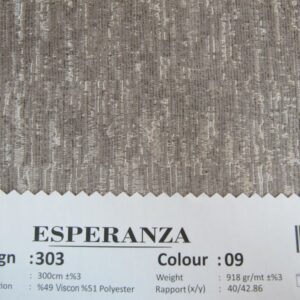 ESPERANZA
gn :303 Colour :09
: 300cm ±%3 Weight : 918 gr/mt ±%3
tion : %49 Viscon %51 Polyester Rapport (x/y) : 40/42.86